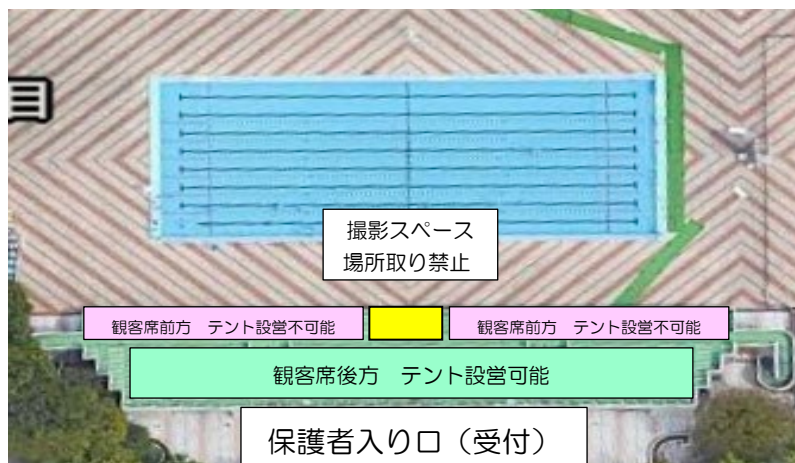 目
撮影スペース
場所取り禁止
観客席前方 テント設営不可能
観客席前方 テント設営不可能
観客席後方 テント設営可能
保護者入り口（受付）